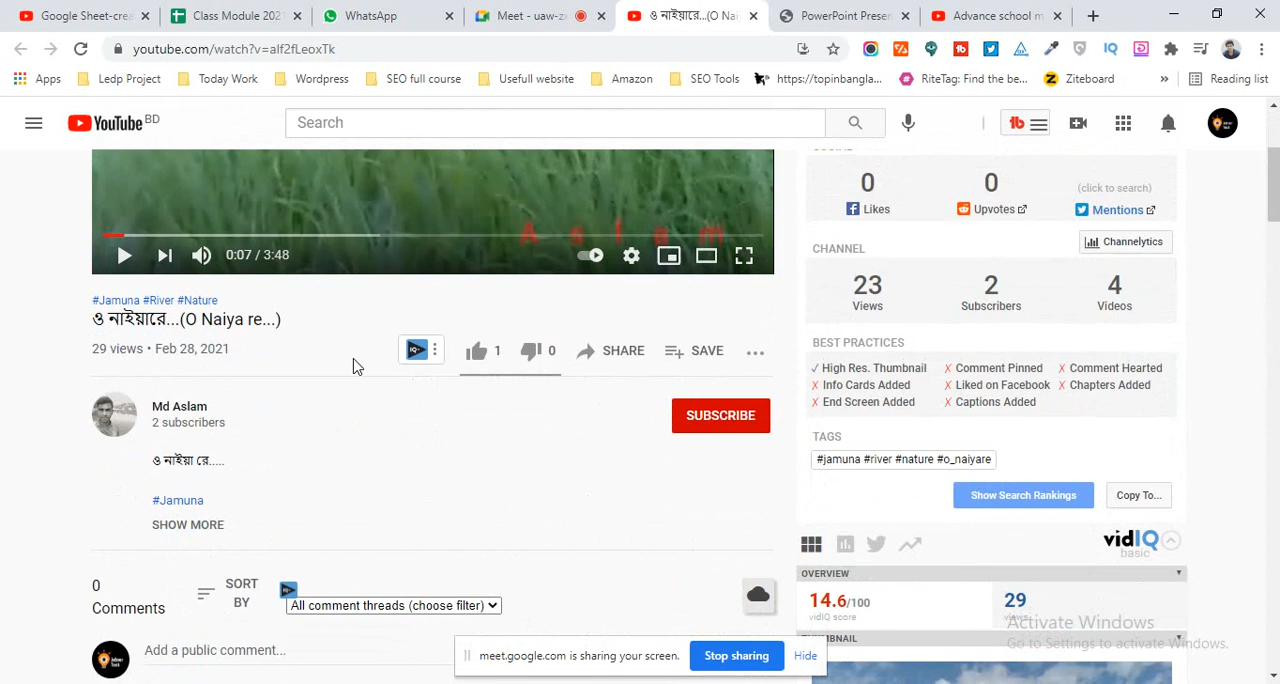 Google Sheet-crea
Class Module 202
WhatsApp
Meet - uaw-zx
ও নাইয়ারে...(O Nai
PowerPoint Presen
Advance school m
youtube.com/watch?v=alf2fLeoxTk
Apps
Ledp Project
Today Work
Wordpress
SEO full course
Usefull website
Amazon
SEO Tools
https://topinbangla...
RiteTag: Find the be...
Ziteboard
»
Reading list
YouTube BD
Search
0
Likes
0
Upvotes
(click to search)
Mentions
A s l a m
0:07 / 3:48
CHANNEL
Channelytics
23
Views
2
Subscribers
4
Videos
#Jamuna #River #Nature
ও নাইয়ারে...(O Naiya re...)
29 views • Feb 28, 2021
1
0
SHARE
SAVE
BEST PRACTICES
✓ High Res. Thumbnail
X Comment Pinned
X Comment Hearted
X Info Cards Added
X Liked on Facebook
X Chapters Added
X End Screen Added
X Captions Added
Md Aslam
2 subscribers
SUBSCRIBE
ও নাইয়া রে.....
#Jamuna
SHOW MORE
TAGS
#jamuna #river #nature #o_naiyare
Show Search Rankings
Copy To...
vidIQ
basic
OVERVIEW
14.6/100
vidIQ score
29
views
THUMBNAIL
0
Comments
SORT
BY
All comment threads (choose filter)
Add a public comment...
meet.google.com is sharing your screen.
Stop sharing
Hide
Activate Windows
Go to Settings to activate Windows.